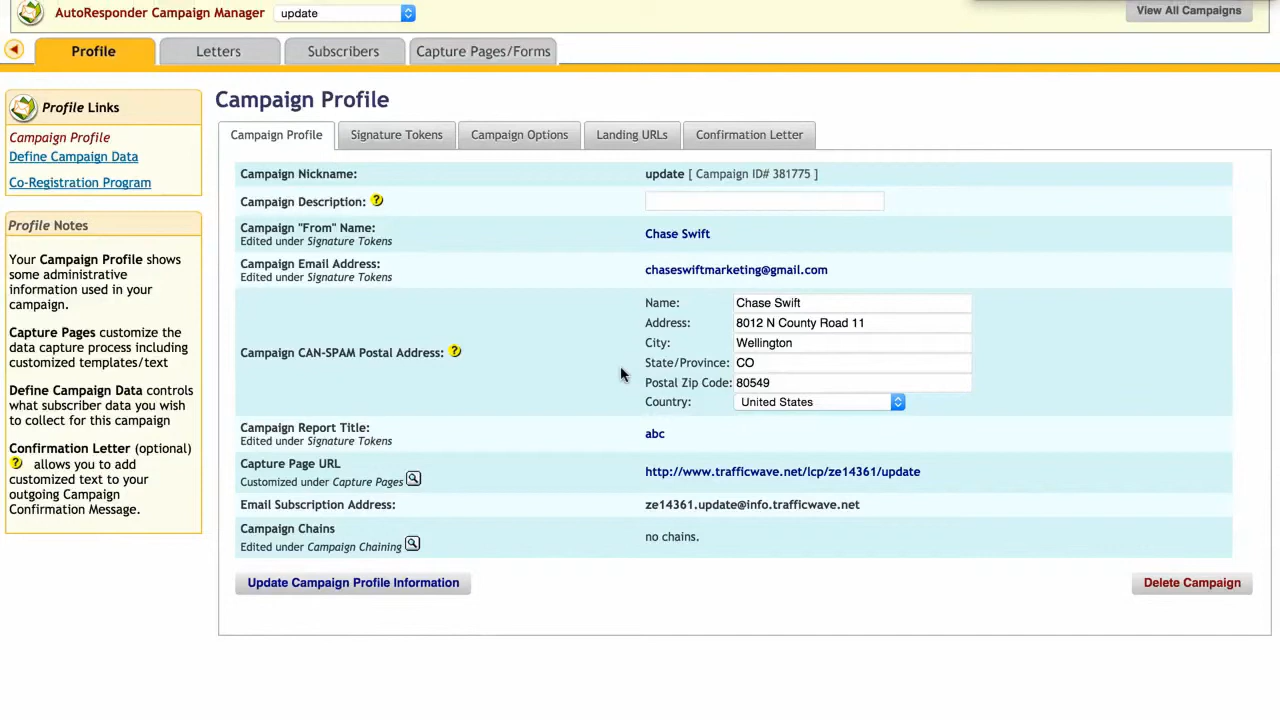 AutoResponder Campaign Manager update View All Campaigns
Profile Letters Subscribers Capture Pages/Forms
Profile Links
Campaign Profile
Define Campaign Data
Co-Registration Program
Profile Notes
Your Campaign Profile shows
some administrative
information used in your
campaign.
Capture Pages customize the
data capture process including
customized templates/text
Define Campaign Data controls
what subscriber data you wish
to collect for this campaign
Confirmation Letter (optional)
? allows you to add
customized text to your
outgoing Campaign
Confirmation Message.
Campaign Profile
Campaign Profile Signature Tokens Campaign Options Landing URLs Confirmation Letter
Campaign Nickname: update [ Campaign ID# 381775 ]
Campaign Description: ?
Campaign "From" Name: Chase Swift
Edited under Signature Tokens
Campaign Email Address: chaseswiftmarketing@gmail.com
Edited under Signature Tokens
Campaign CAN-SPAM Postal Address: ?
Name: Chase Swift
Address: 8012 N County Road 11
City: Wellington
State/Province: CO
Postal Zip Code: 80549
Country: United States
Campaign Report Title: abc
Edited under Signature Tokens
Capture Page URL http://www.trafficwave.net/lcp/ze14361/update
Customized under Capture Pages
Email Subscription Address: ze14361.update@info.trafficwave.net
Campaign Chains no chains.
Edited under Campaign Chaining
Update Campaign Profile Information Delete Campaign